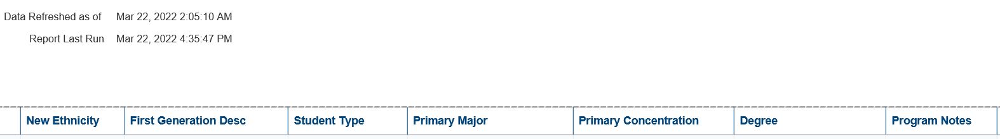 Data Refreshed as of Mar 22, 2022 2:05:10 AM
Report Last Run Mar 22, 2022 4:35:47 PM
New Ethnicity First Generation Desc Student Type Primary Major Primary Concentration Degree Program Notes